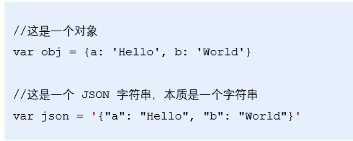 //这是一个对象
var obj = {a: 'Hello', b: 'World'}
//这是一个 JSON 字符串，本质是一个字符串
var json = '{"a": "Hello", "b": "World"}'